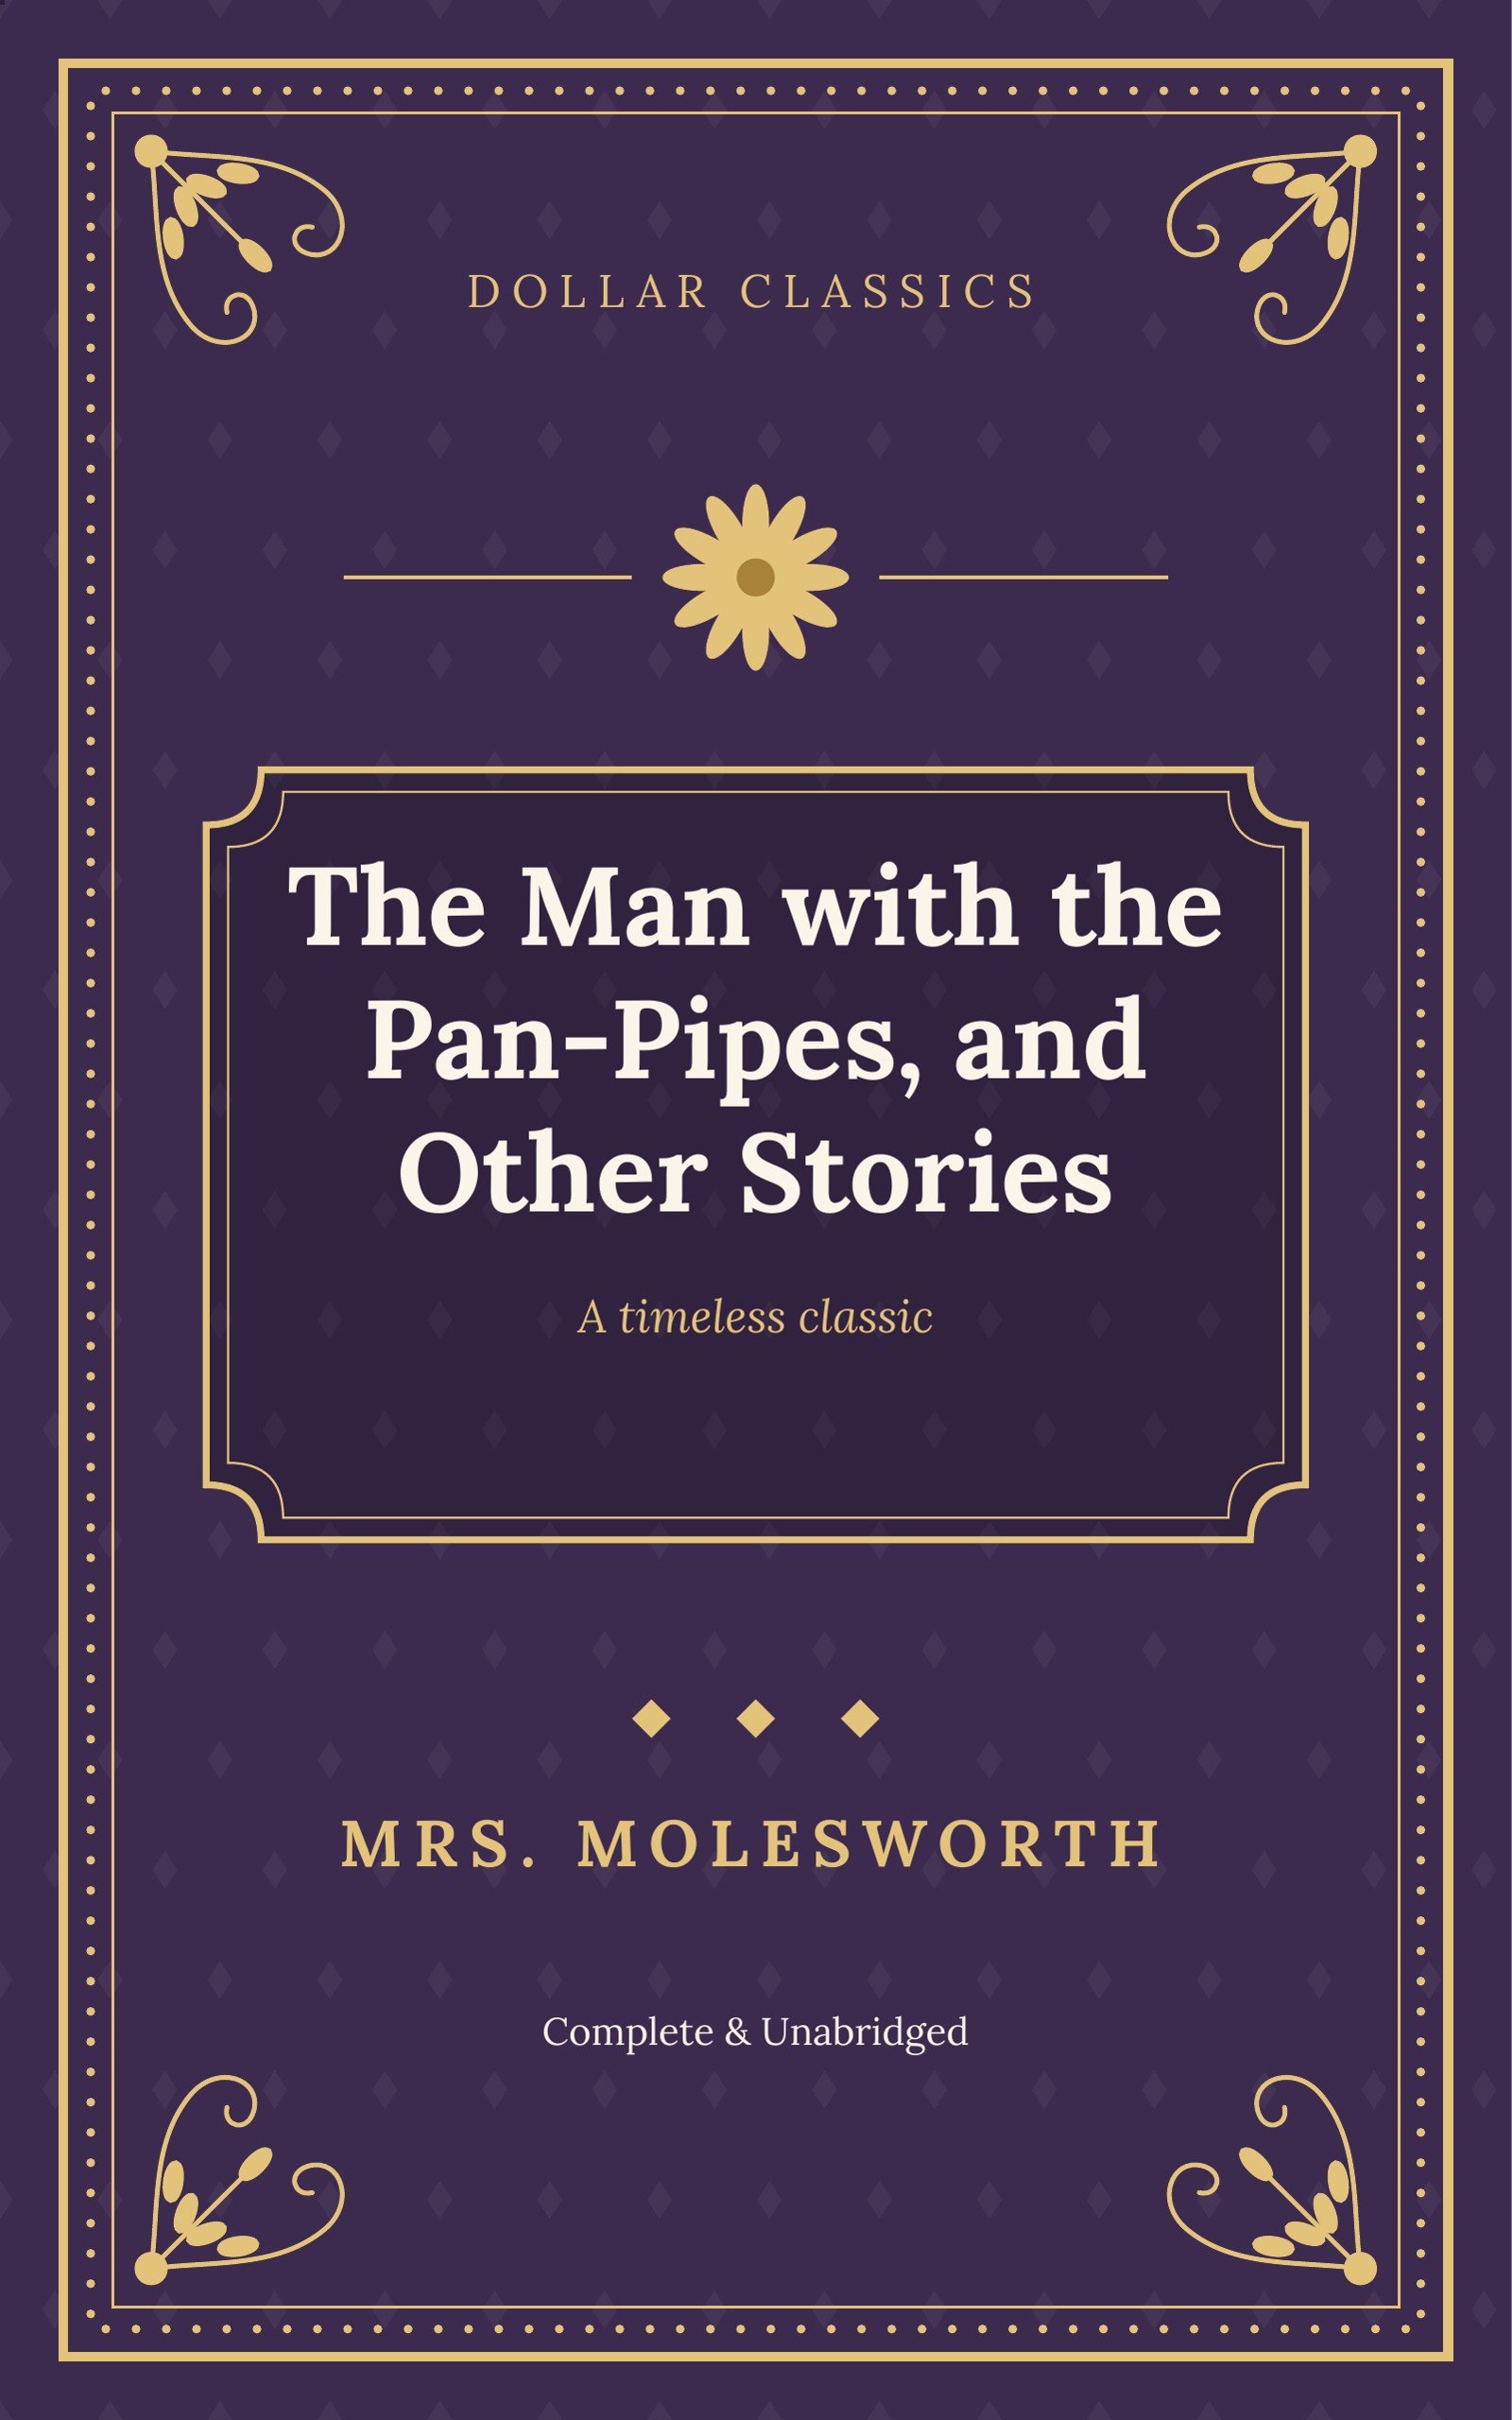 DOLLAR CLASSICS
The Man with the
Pan-Pipes, and
Other Stories
A timeless classic
MRS. MOLESWORTH
Complete & Unabridged